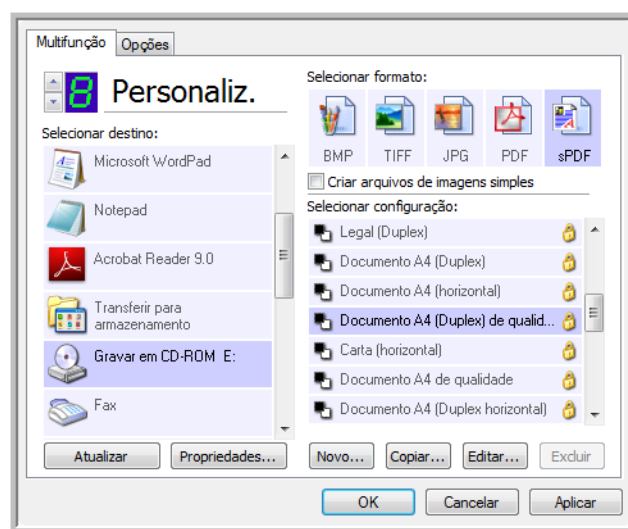 Multifunção
Opções
8
Personaliz.
Selecionar destino:
Microsoft WordPad
Notepad
Acrobat Reader 9.0
Transferir para
armazenamento
Gravar em CD-ROM E:
Fax
Atualizar
Propriedades...
Selecionar formato:
BMP
TIFF
JPG
PDF
sPDF
Criar arquivos de imagens simples
Selecionar configuração:
Legal (Duplex)
Documento A4 (Duplex)
Documento A4 (horizontal)
Documento A4 (Duplex) de qualid...
Carta (horizontal)
Documento A4 de qualidade
Documento A4 (Duplex horizontal)
Novo...
Copiar...
Editar...
Excluir
OK
Cancelar
Aplicar